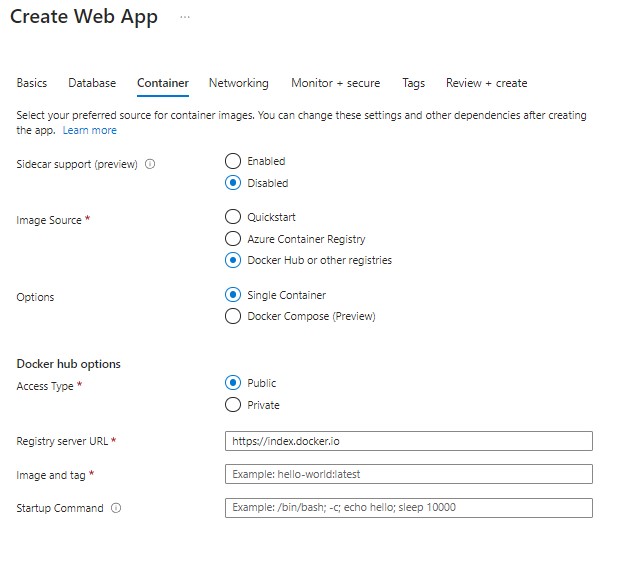 Create Web App ...
Basics Database Container Networking Monitor + secure Tags Review + create
Select your preferred source for container images. You can change these settings and other dependencies after creating
the app. Learn more
Sidecar support (preview)
Enabled
Disabled
Image Source *
Quickstart
Azure Container Registry
Docker Hub or other registries
Options
Single Container
Docker Compose (Preview)
Docker hub options
Access Type *
Public
Private
Registry server URL * https://index.docker.io
Image and tag * Example: hello-world:latest
Startup Command Example: /bin/bash; -c; echo hello; sleep 10000